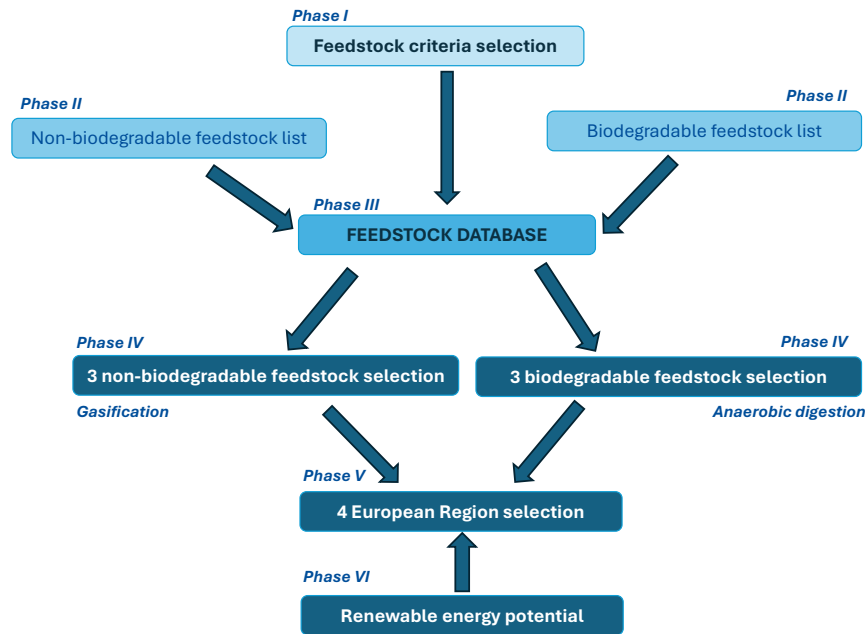 Phase I
Feedstock criteria selection
Phase II
Non-biodegradable feedstock list
Phase II
Biodegradable feedstock list
Phase III
FEEDSTOCK DATABASE
Phase IV
3 non-biodegradable feedstock selection
Gasification
Phase IV
3 biodegradable feedstock selection
Anaerobic digestion
Phase V
4 European Region selection
Phase VI
Renewable energy potential